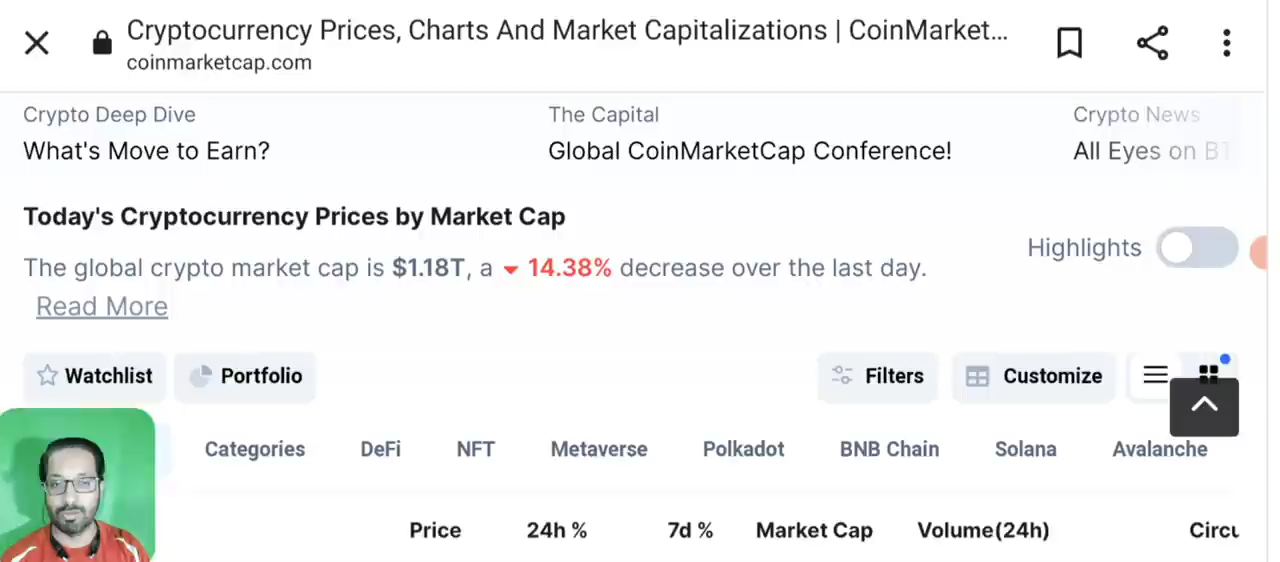 Cryptocurrency Prices, Charts And Market Capitalizations | CoinMarket...
coinmarketcap.com
Crypto Deep Dive
The Capital
Crypto News
What's Move to Earn?
Global CoinMarketCap Conference!
All Eyes on BT
Today's Cryptocurrency Prices by Market Cap
Highlights
The global crypto market cap is $1.18T, a ▼ 14.38% decrease over the last day.
Read More
Watchlist
Portfolio
Filters
Customize
Categories
DeFi
NFT
Metaverse
Polkadot
BNB Chain
Solana
Avalanche
Price
24h %
7d %
Market Cap
Volume(24h)
Circu